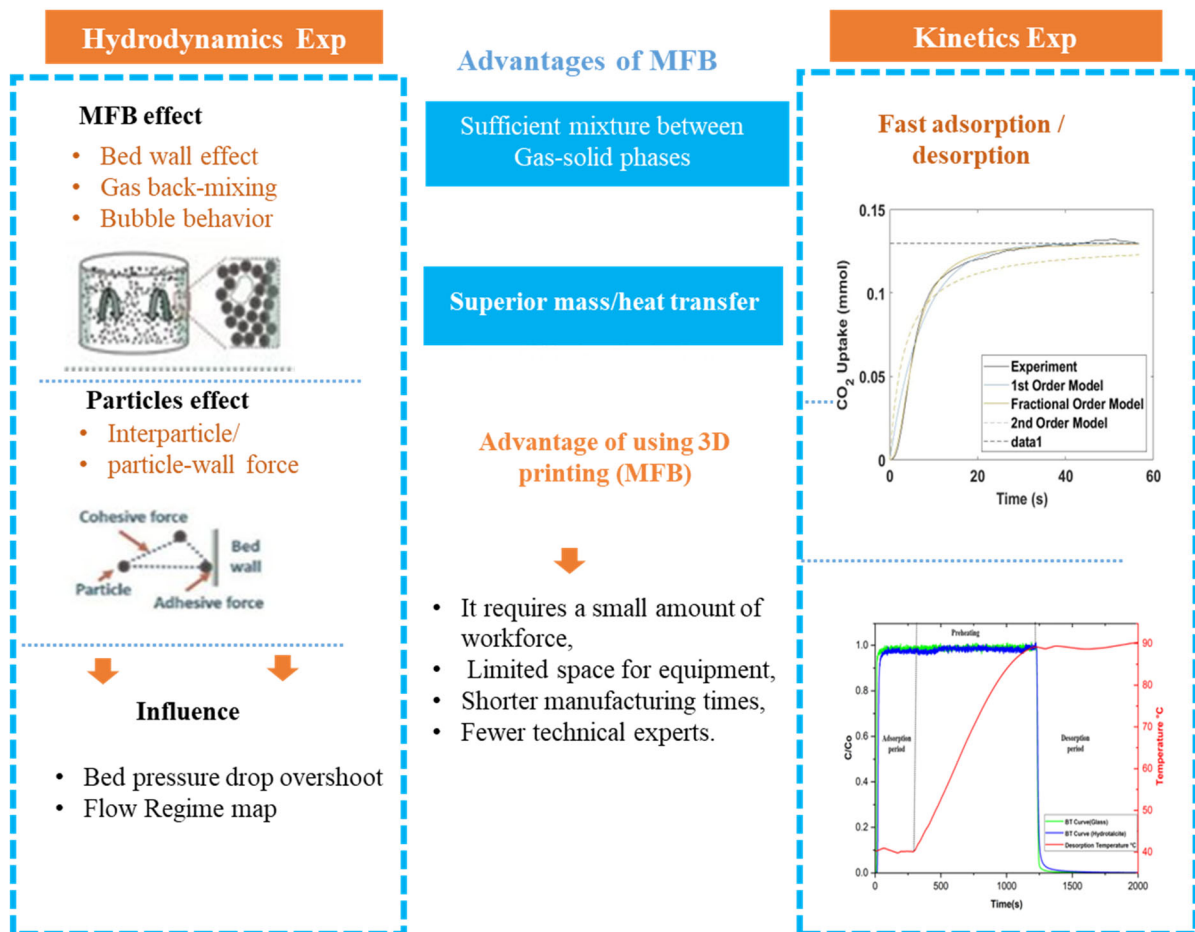 Hydrodynamics Exp
MFB effect
• Bed wall effect
• Gas back-mixing
• Bubble behavior
Particles effect
• Interparticle/
• particle-wall force
Cohesive force
Bed
wall
Particle
Adhesive force
Influence
• Bed pressure drop overshoot
• Flow Regime map
Advantages of MFB
Sufficient mixture between
Gas-solid phases
Superior mass/heat transfer
Advantage of using 3D
printing (MFB)
• It requires a small amount of
workforce,
• Limited space for equipment,
• Shorter manufacturing times,
• Fewer technical experts.
Kinetics Exp
Fast adsorption /
desorption
0.15
0.1
0.05
0
CO2 Uptake (mmol)
Experiment
1st Order Model
Fractional Order Model
2nd Order Model
data1
0 20 40 60
Time (s)
Preheating
1.0
0.8
0.6
0.4
0.2
0.0
C/Co
Adsorption
period
Desorption
period
90
80
70
60
50
40
Temperature °C
BT Curve(Glass)
BT Curve (Hydrotalcite)
Desorption Temperature °C
0 500 1000 1500 2000
Time(s)